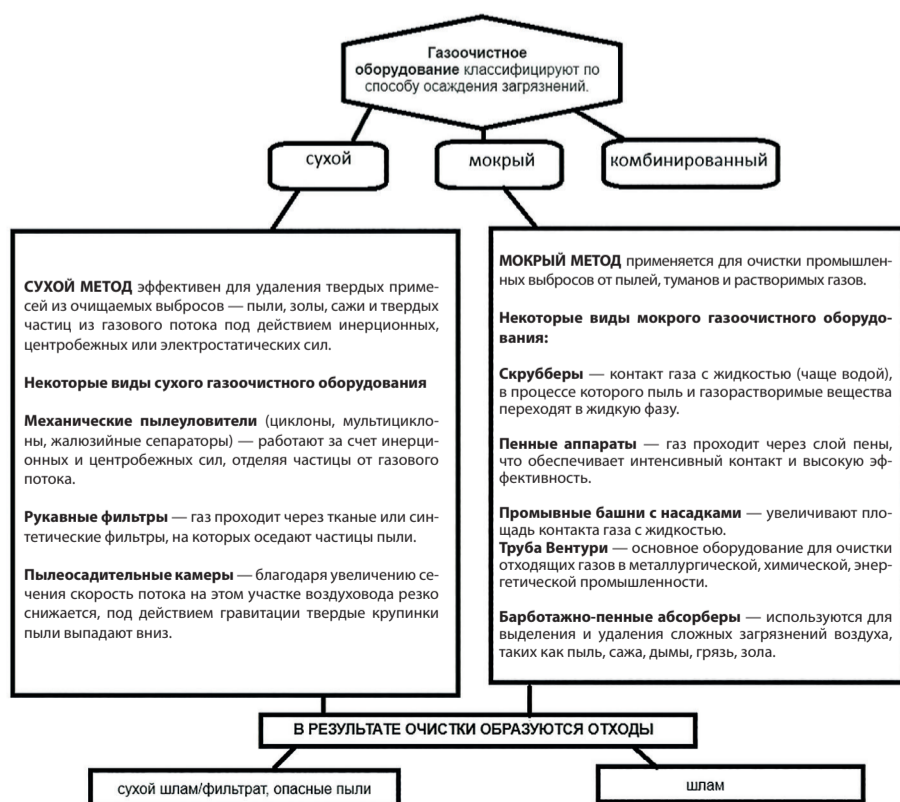 Газоочистное
оборудование классифицируют по
способу осаждения загрязнений.
сухой
мокрый
комбинированный
СУХОЙ МЕТОД эффективен для удаления твердых приме-
сей из очищаемых выбросов — пыли, золы, сажи и твердых
частиц из газового потока под действием инерционных,
центробежных или электростатических сил.
Некоторые виды сухого газоочистного оборудования
Механические пылеуловители (циклоны, мультицикло-
ны, жалюзийные сепараторы) — работают за счет инерци-
онных и центробежных сил, отделяя частицы от газового
потока.
Рукавные фильтры — газ проходит через тканые или син-
тетические фильтры, на которых оседают частицы пыли.
Пылеосадительные камеры — благодаря увеличению се-
чения скорость потока на этом участке воздуховода резко
снижается, под действием гравитации твердые крупинки
пыли выпадают вниз.
МОКРЫЙ МЕТОД применяется для очистки промышлен-
ных выбросов от пылей, туманов и растворимых газов.
Некоторые виды мокрого газоочистного оборудо-
вания:
Скрубберы — контакт газа с жидкостью (чаще водой),
в процессе которого пыль и газорастворимые вещества
переходят в жидкую фазу.
Пенные аппараты — газ проходит через слой пены,
что обеспечивает интенсивный контакт и высокую эф-
фективность.
Промывные башни с насадками — увеличивают пло-
щадь контакта газа с жидкостью.
Труба Вентури — основное оборудование для очистки
отходящих газов в металлургической, химической, энер-
гетической промышленности.
Барботажно-пенные абсорберы — используются для
выделения и удаления сложных загрязнений воздуха,
таких как пыль, сажа, дымы, грязь, зола.
В РЕЗУЛЬТАТЕ ОЧИСТКИ ОБРАЗУЮТСЯ ОТХОДЫ
сухой шлам/фильтрат, опасные пыли
шлам